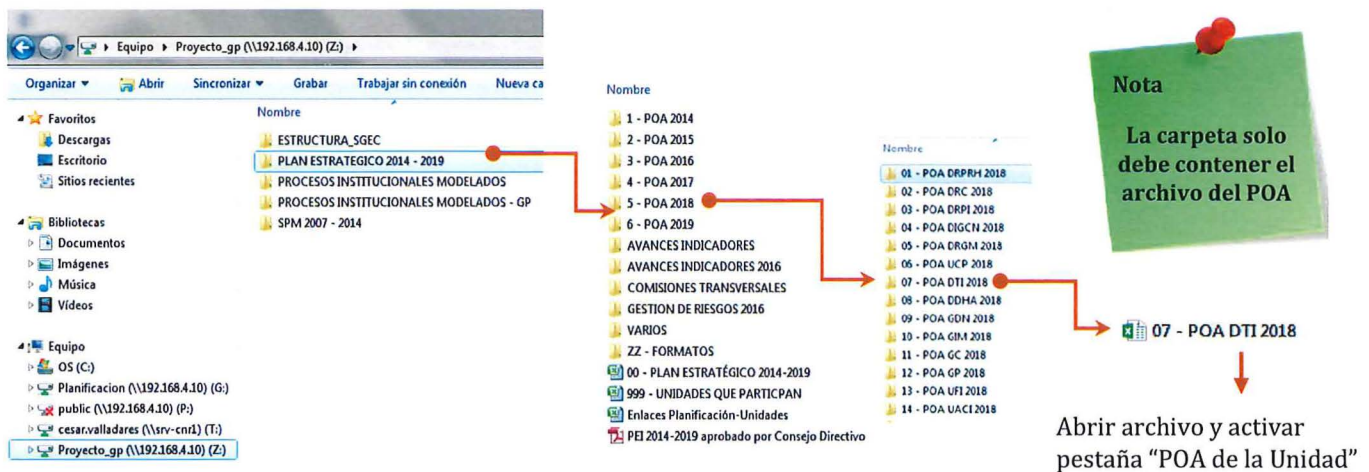 Equipo ▸ Proyecto_gp (\\192.168.4.10) (Z:) ▸
Organizar ▾ Abrir Sincronizar ▾ Grabar Trabajar sin conexión Nueva ca
Favoritos
Descargas
Escritorio
Sitios recientes
Bibliotecas
Documentos
Imágenes
Música
Vídeos
Equipo
OS (C:)
Planificacion (\\192.168.4.10) (G:)
public (\\192.168.4.10) (P:)
cesar.valladares (\\srv-cnr1) (T:)
Proyecto_gp (\\192.168.4.10) (Z:)
Nombre
ESTRUCTURA_SGEC
PLAN ESTRATEGICO 2014 - 2019
PROCESOS INSTITUCIONALES MODELADOS
PROCESOS INSTITUCIONALES MODELADOS - GP
SPM 2007 - 2014
Nombre
1 - POA 2014
2 - POA 2015
3 - POA 2016
4 - POA 2017
5 - POA 2018
6 - POA 2019
AVANCES INDICADORES
AVANCES INDICADORES 2016
COMISIONES TRANSVERSALES
GESTION DE RIESGOS 2016
VARIOS
ZZ - FORMATOS
00 - PLAN ESTRATÉGICO 2014-2019
999 - UNIDADES QUE PARTICPAN
Enlaces Planificación-Unidades
PEI 2014-2019 aprobado por Consejo Directivo
Nombre
01 - POA DRPRH 2018
02 - POA DRC 2018
03 - POA DRPI 2018
04 - POA DIGCN 2018
05 - POA DRGM 2018
06 - POA UCP 2018
07 - POA DTI 2018
08 - POA DDHA 2018
09 - POA GDN 2018
10 - POA GIM 2018
11 - POA GC 2018
12 - POA GP 2018
13 - POA UFI 2018
14 - POA UACI 2018
Nota
La carpeta solo
debe contener el
archivo del POA
07 - POA DTI 2018
Abrir archivo y activar
pestaña “POA de la Unidad”